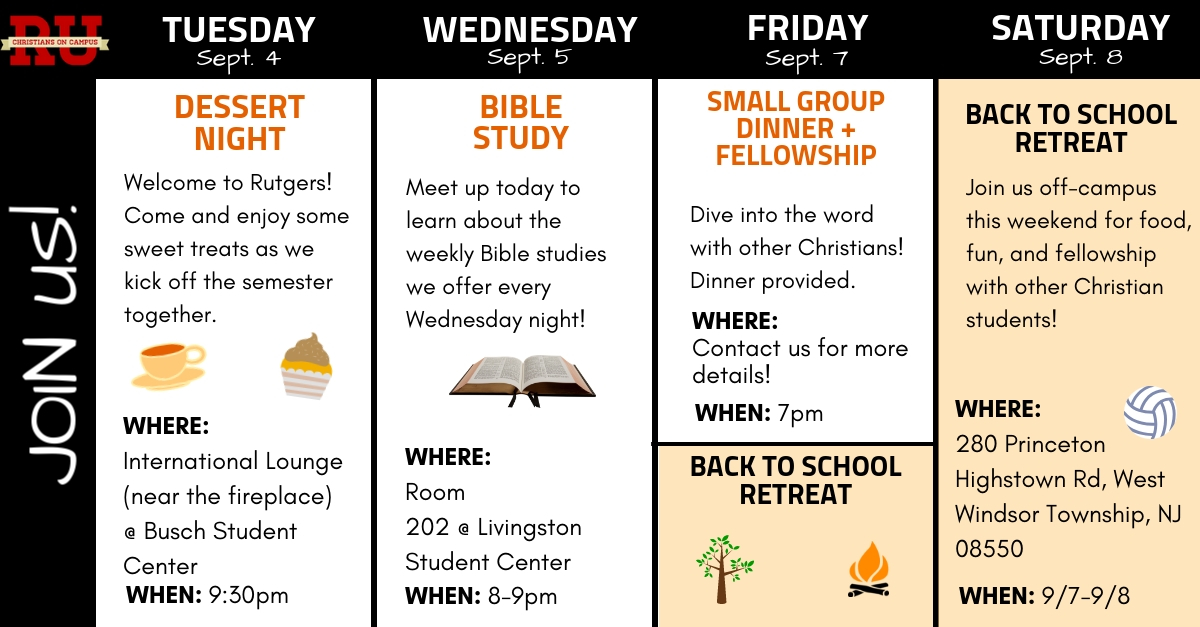 RU
CHRISTIANS ON CAMPUS
JOIN us!
TUESDAY
Sept. 4
DESSERT
NIGHT
Welcome to Rutgers!
Come and enjoy some
sweet treats as we
kick off the semester
together.
WHERE:
International Lounge
(near the fireplace)
@ Busch Student
Center
WHEN: 9:30pm
WEDNESDAY
Sept. 5
BIBLE
STUDY
Meet up today to
learn about the
weekly Bible studies
we offer every
Wednesday night!
WHERE:
Room
202 @ Livingston
Student Center
WHEN: 8-9pm
FRIDAY
Sept. 7
SMALL GROUP
DINNER +
FELLOWSHIP
Dive into the word
with other Christians!
Dinner provided.
WHERE:
Contact us for more
details!
WHEN: 7pm
BACK TO SCHOOL
RETREAT
SATURDAY
Sept. 8
BACK TO SCHOOL
RETREAT
Join us off-campus
this weekend for food,
fun, and fellowship
with other Christian
students!
WHERE:
280 Princeton
Highstown Rd, West
Windsor Township, NJ
08550
WHEN: 9/7-9/8